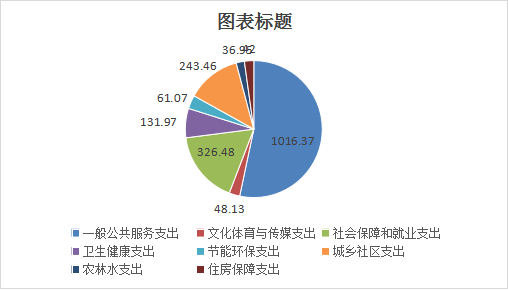 图表标题
36.96
42
243.46
61.07
131.97
1016.37
326.48
48.13
一般公共服务支出 文化体育与传媒支出 社会保障和就业支出
卫生健康支出 节能环保支出 城乡社区支出
农林水支出 住房保障支出